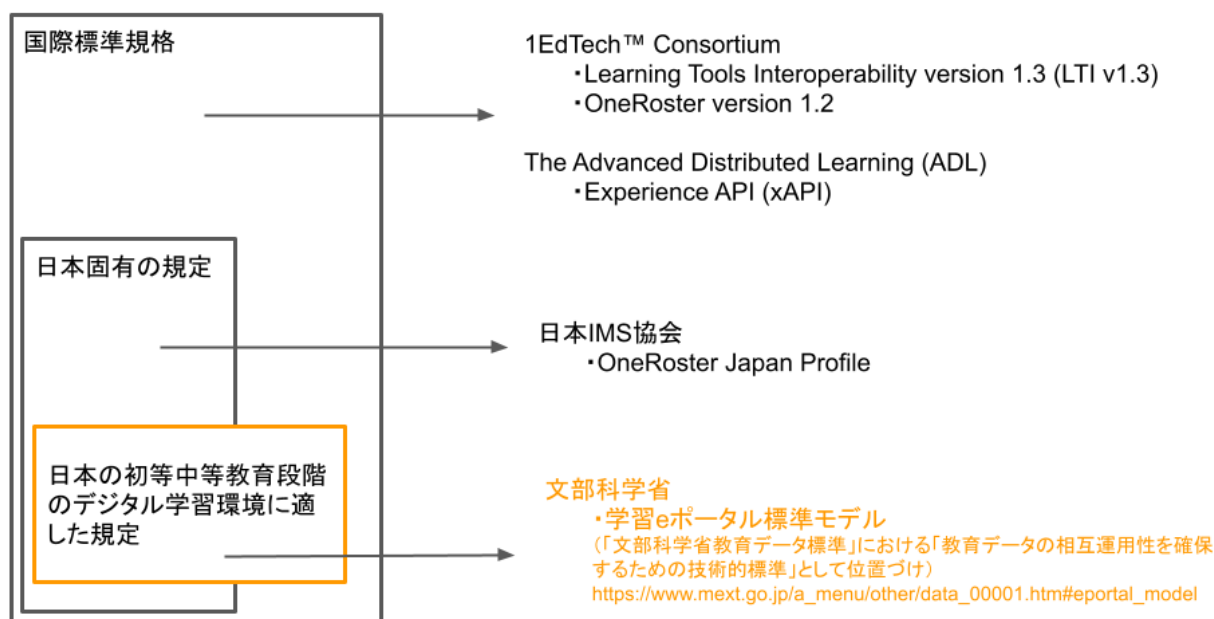 国際標準規格
1EdTech™ Consortium
・Learning Tools Interoperability version 1.3 (LTI v1.3)
・OneRoster version 1.2
The Advanced Distributed Learning (ADL)
・Experience API (xAPI)
日本固有の規定
日本IMS協会
・OneRoster Japan Profile
日本の初等中等教育段階
のデジタル学習環境に適
した規定
文部科学省
・学習eポータル標準モデル
（「文部科学省教育データ標準」における「教育データの相互運用性を確保
するための技術的標準」として位置づけ）
https://www.mext.go.jp/a_menu/other/data_00001.htm#eportal_model